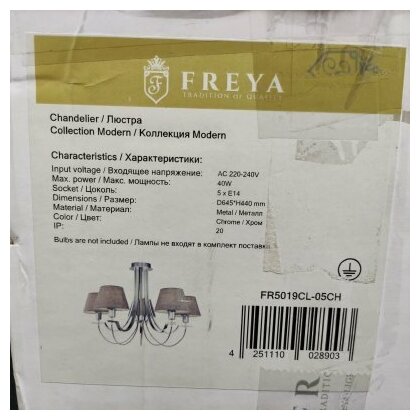 FREYA
TRADITION OF QUALITY
Chandelier / Люстра
Collection Modern / Коллекция Modern
Characteristics / Характеристики:
Input voltage / Входящее напряжение: AC 220-240V
Max. power / Макс. мощность: 40W
Socket / Цоколь: 5 x E14
Dimensions / Размер: D645*H440 mm
Material / Материал: Metal / Металл
Color / Цвет: Chrome / Хром
IP: 20
Bulbs are not included / Лампы не входят в комплект поставки
FR5019CL-05CH
4 251110 028903